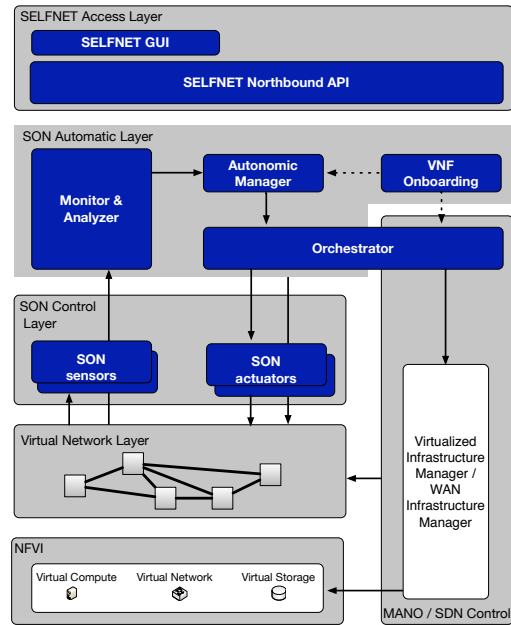 SELFNET Access Layer
SELFNET GUI
SELFNET Northbound API
SON Automatic Layer
Monitor &
Analyzer
Autonomic
Manager
VNF
Onboarding
Orchestrator
SON Control
Layer
SON
sensors
SON
actuators
Virtual Network Layer
Virtualized
Infrastructure
Manager /
WAN
Infrastructure
Manager
NFVI
Virtual Compute
Virtual Network
Virtual Storage
MANO / SDN Control